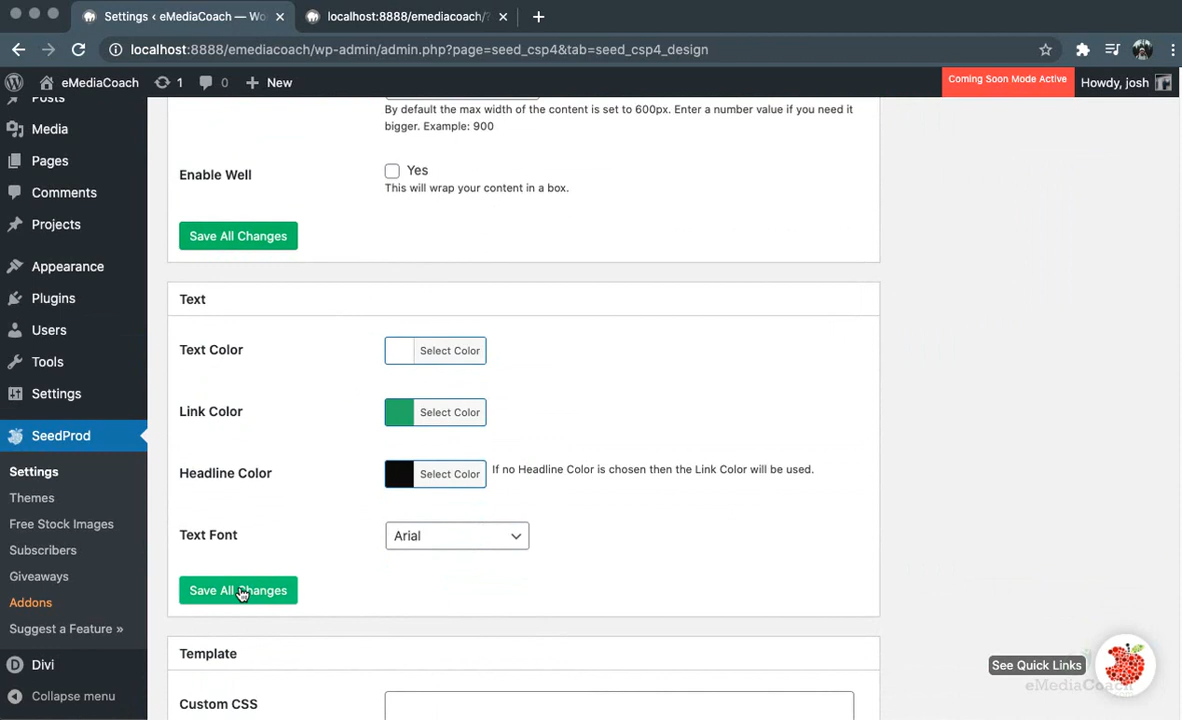 Settings ‹ eMediaCoach — Wo
localhost:8888/emediacoach/?
localhost:8888/emediacoach/wp-admin/admin.php?page=seed_csp4&tab=seed_csp4_design
eMediaCoach 1 0 New Coming Soon Mode Active Howdy, josh
Posts
Media
Pages
Comments
Projects
Appearance
Plugins
Users
Tools
Settings
SeedProd
Settings
Themes
Free Stock Images
Subscribers
Giveaways
Addons
Suggest a Feature »
Divi
Collapse menu
By default the max width of the content is set to 600px. Enter a number value if you need it
bigger. Example: 900
Enable Well
Yes
This will wrap your content in a box.
Save All Changes
Text
Text Color
Select Color
Link Color
Select Color
Headline Color
Select Color
If no Headline Color is chosen then the Link Color will be used.
Text Font
Arial
Save All Changes
Template
Custom CSS
See Quick Links
eMediaCoach